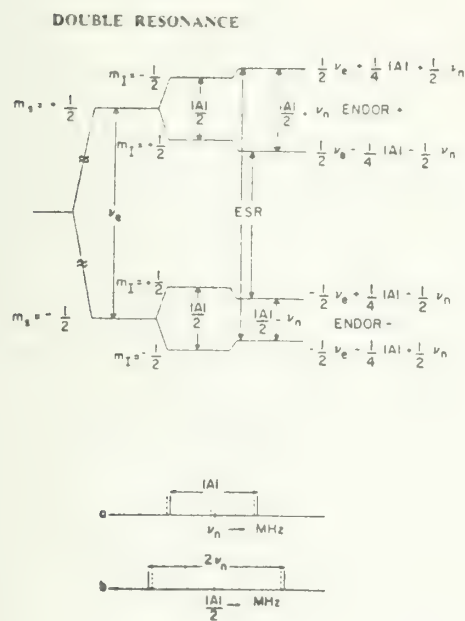 DOUBLE RESONANCE
m_I = - 1/2
1/2 ν_e + 1/4 |A| + 1/2 ν_n
m_s = + 1/2
|A|/2
|A|/2 + ν_n ENDOR +
m_I = + 1/2
1/2 ν_e - 1/4 |A| - 1/2 ν_n
ν_e
ESR
m_I = + 1/2
- 1/2 ν_e + 1/4 |A| - 1/2 ν_n
m_s = - 1/2
|A|/2
|A|/2 - ν_n
ENDOR -
m_I = - 1/2
- 1/2 ν_e - 1/4 |A| + 1/2 ν_n
|A|
a
ν_n → MHz
2ν_n
b
|A|/2 → MHz